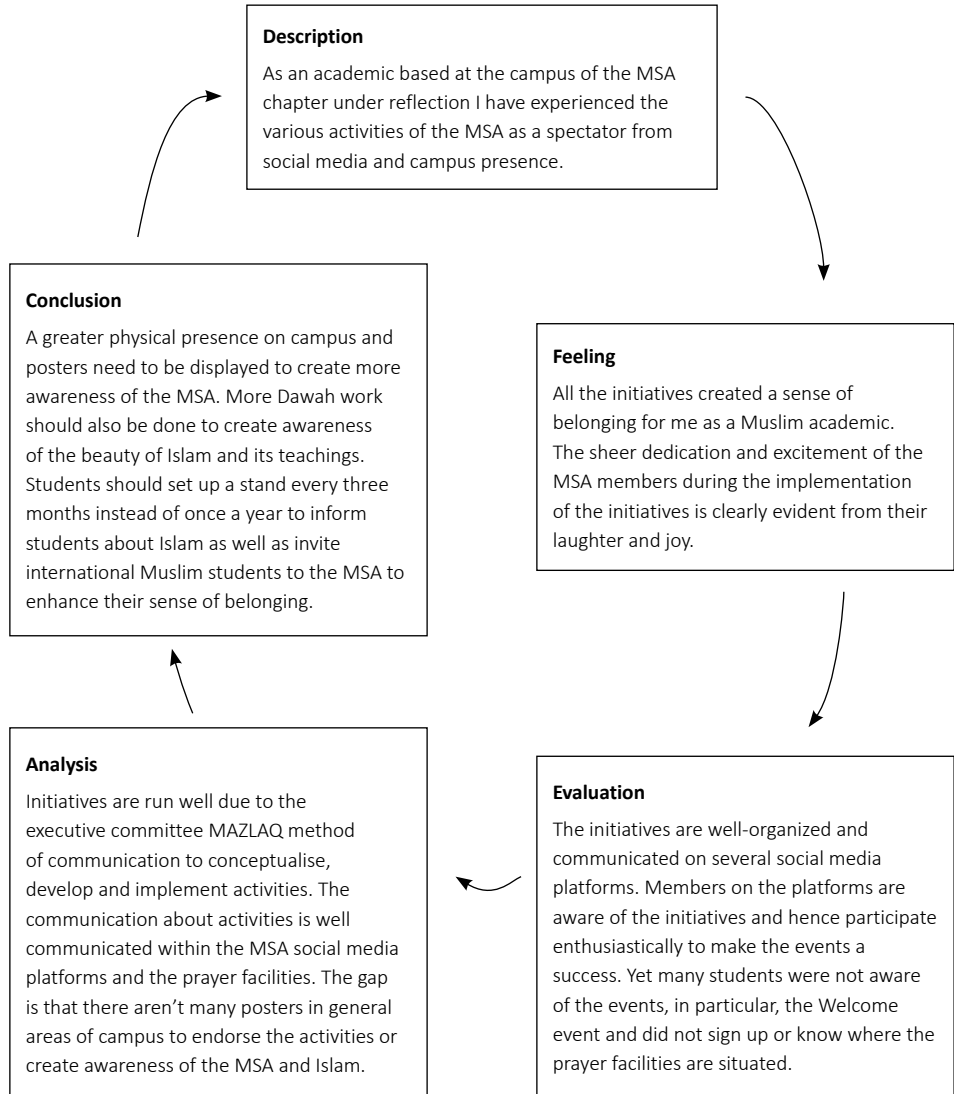 Description
As an academic based at the campus of the MSA
chapter under reflection I have experienced the
various activities of the MSA as a spectator from
social media and campus presence.
Feeling
All the initiatives created a sense of
belonging for me as a Muslim academic.
The sheer dedication and excitement of the
MSA members during the implementation
of the initiatives is clearly evident from their
laughter and joy.
Evaluation
The initiatives are well-organized and
communicated on several social media
platforms. Members on the platforms are
aware of the initiatives and hence participate
enthusiastically to make the events a
success. Yet many students were not aware
of the events, in particular, the Welcome
event and did not sign up or know where the
prayer facilities are situated.
Analysis
Initiatives are run well due to the
executive committee MAZLAQ method
of communication to conceptualise,
develop and implement activities. The
communication about activities is well
communicated within the MSA social media
platforms and the prayer facilities. The gap
is that there aren’t many posters in general
areas of campus to endorse the activities or
create awareness of the MSA and Islam.
Conclusion
A greater physical presence on campus and
posters need to be displayed to create more
awareness of the MSA. More Dawah work
should also be done to create awareness
of the beauty of Islam and its teachings.
Students should set up a stand every three
months instead of once a year to inform
students about Islam as well as invite
international Muslim students to the MSA to
enhance their sense of belonging.